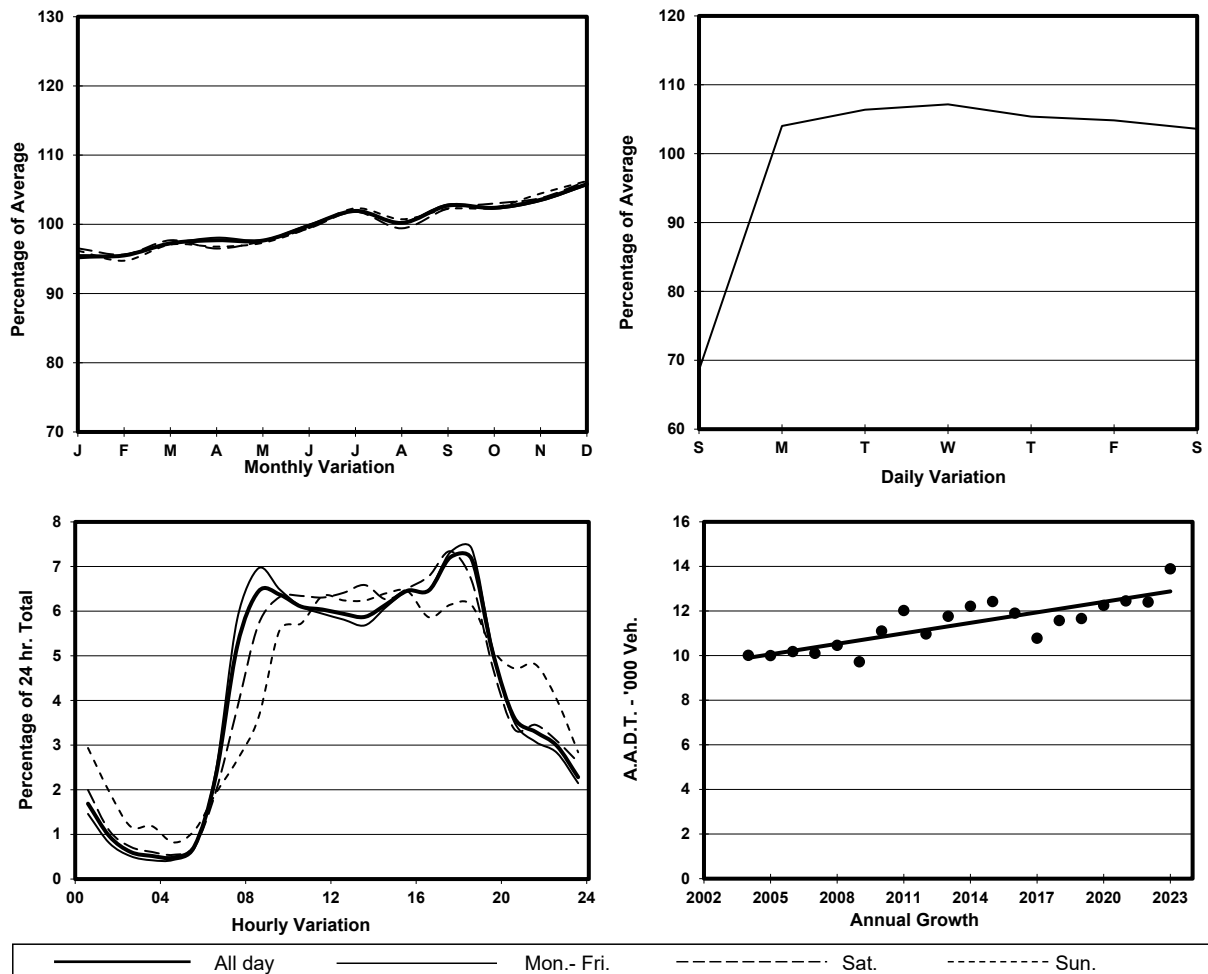 130
120
110
100
90
80
70
Percentage of Average
J F M A M J J A S O N D
Monthly Variation
120
110
100
90
80
70
60
Percentage of Average
S M T W T F S
Daily Variation
8
7
6
5
4
3
2
1
0
Percentage of 24 hr. Total
00 04 08 12 16 20 24
Hourly Variation
16
14
12
10
8
6
4
2
0
A.A.D.T. - '000 Veh.
2002 2005 2008 2011 2014 2017 2020 2023
Annual Growth
All day Mon.- Fri. Sat. Sun.